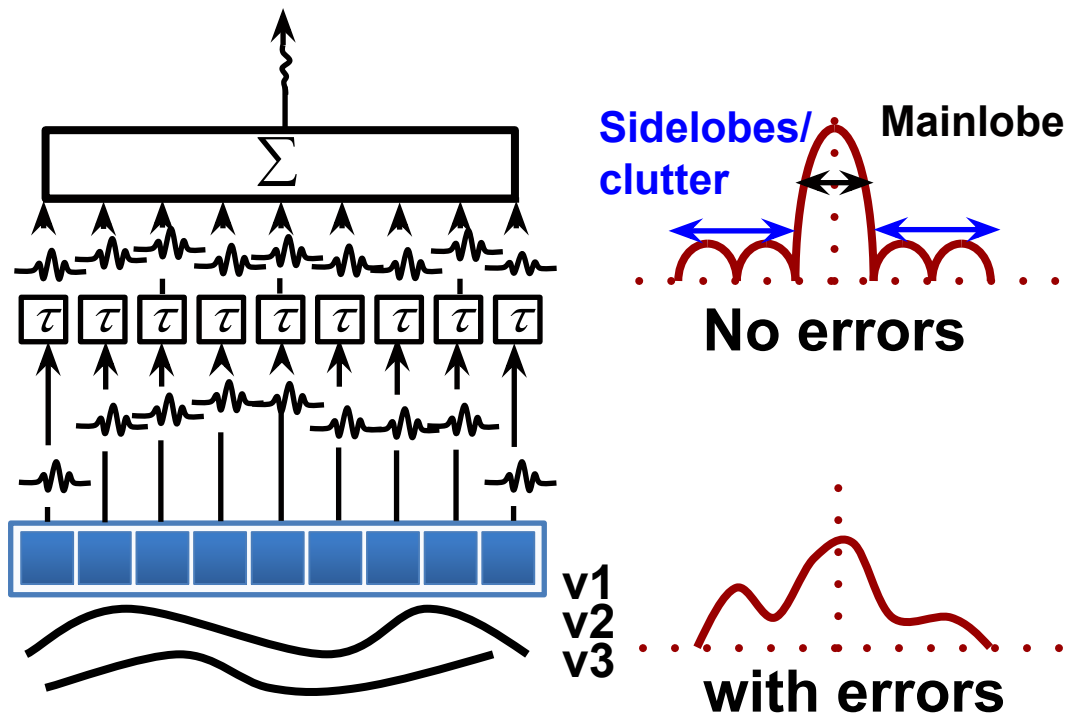 Σ
τ τ τ τ τ τ τ τ τ
Sidelobes/
clutter
Mainlobe
No errors
v1
v2
v3
with errors